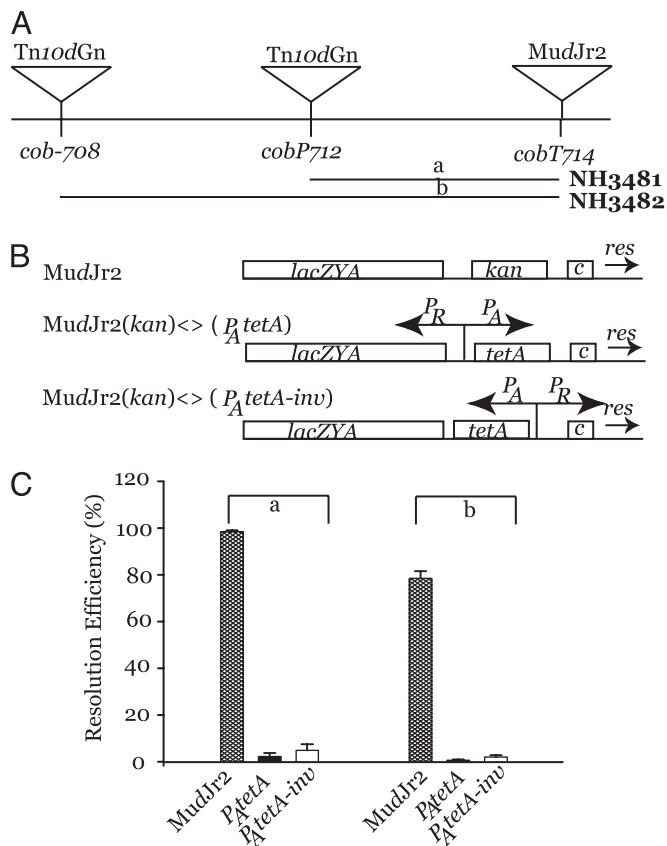 A
Tn10dGn Tn10dGn MudJr2
cob-708 cobP712 cobT714
a NH3481
b NH3482
B
res
MudJr2 lacZYA kan c
PR PA
MudJr2(kan)<> (PAtetA) res
lacZYA tetA c
PA PR
MudJr2(kan)<> (PAtetA-inv) res
lacZYA tetA c
C
120
a b
100
80
60
40
20
0
Resolution Efficiency (%)
MudJr2 PAtetA PAtetA-inv MudJr2 PAtetA PAtetA-inv